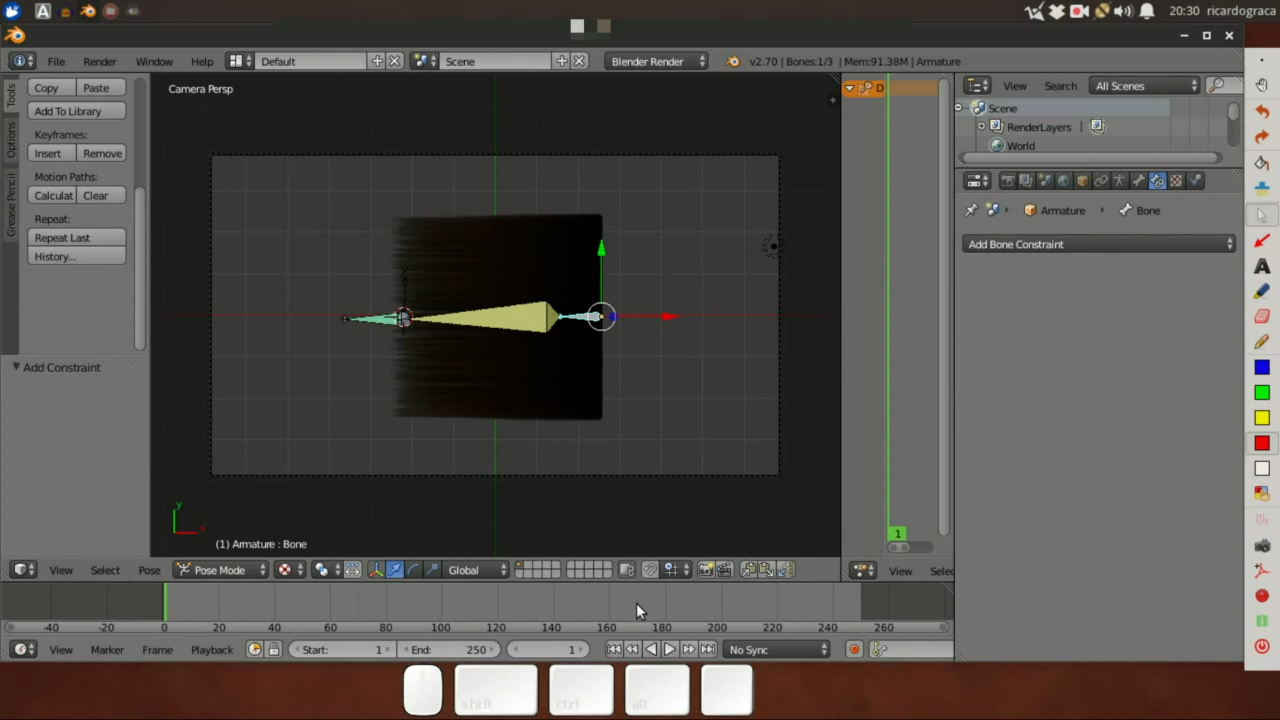 20:30 ricardograca
File Render Window Help Default Scene Blender Render v2.70 | Bones:1/3 | Mem:91.38M | Armature
Copy Paste
Add To Library
Keyframes:
Insert Remove
Motion Paths:
Calculat Clear
Repeat:
Repeat Last
History...
Tools
Options
Grease Pencil
Add Constraint
Camera Persp
y
x
(1) Armature : Bone
D
1
View Search All Scenes
Scene
RenderLayers |
World
Armature Bone
Add Bone Constraint
View Select Pose Pose Mode Global
View Selec
-40 -20 0 20 40 60 80 100 120 140 160 180 200 220 240 260
View Marker Frame Playback Start: 1 End: 250 1 No Sync
shift ctrl alt